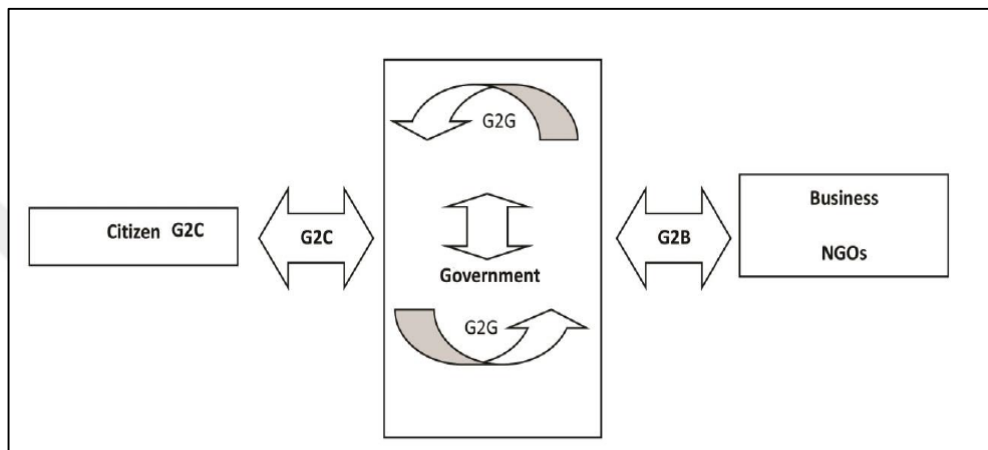 G2G
Citizen G2C
G2C
Government
G2G
G2B
Business
NGOs